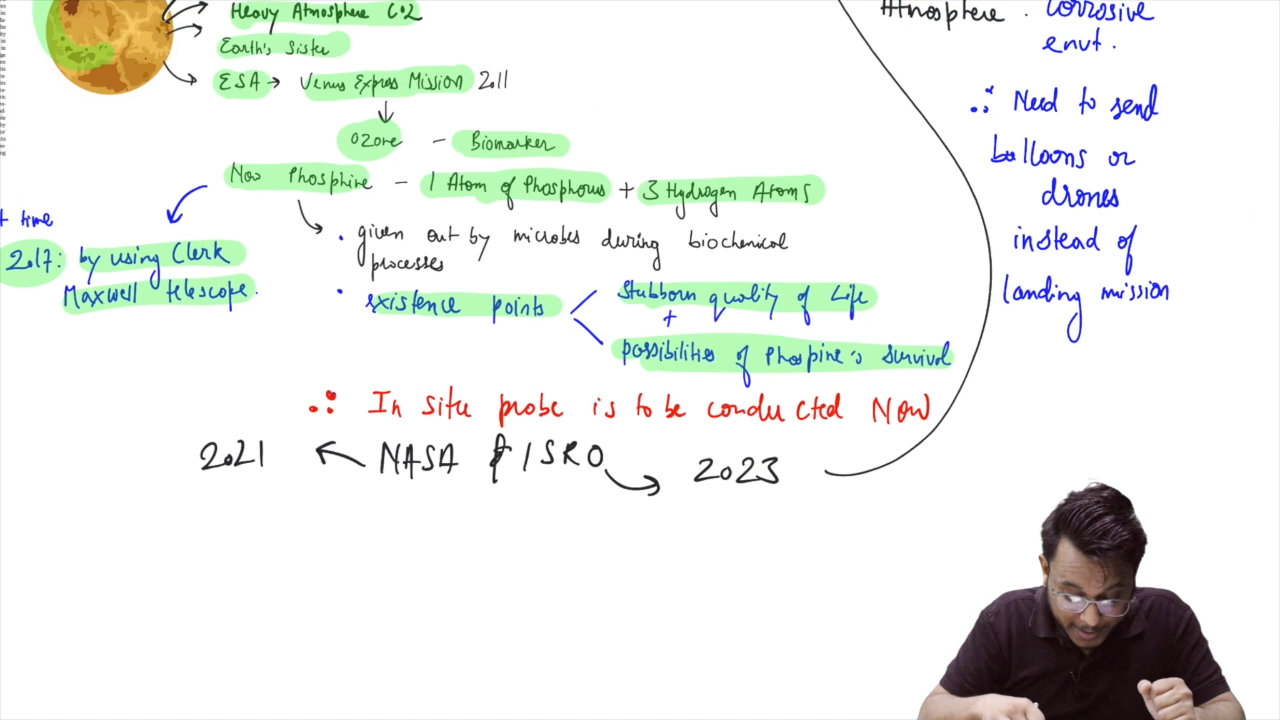 Heavy Atmosphere CO2
Earth's Sister
ESA → Venus Express Mission 2011
Ozone - Biomarker
Now Phosphine - 1 Atom of Phosphorus + 3 Hydrogen Atoms
• given out by microbes during biochemical
processes
time
2017: by using Clerk
Maxwell telescope.
• existence points
Stubborn quality of Life
+
possibilities of Phospine's survival
∴ In situ probe is to be conducted Now
2021 ← NASA & ISRO → 2023
Atmosphere . Corrosive
envt.
∴ Need to send
balloons or
drones
instead of
landing mission